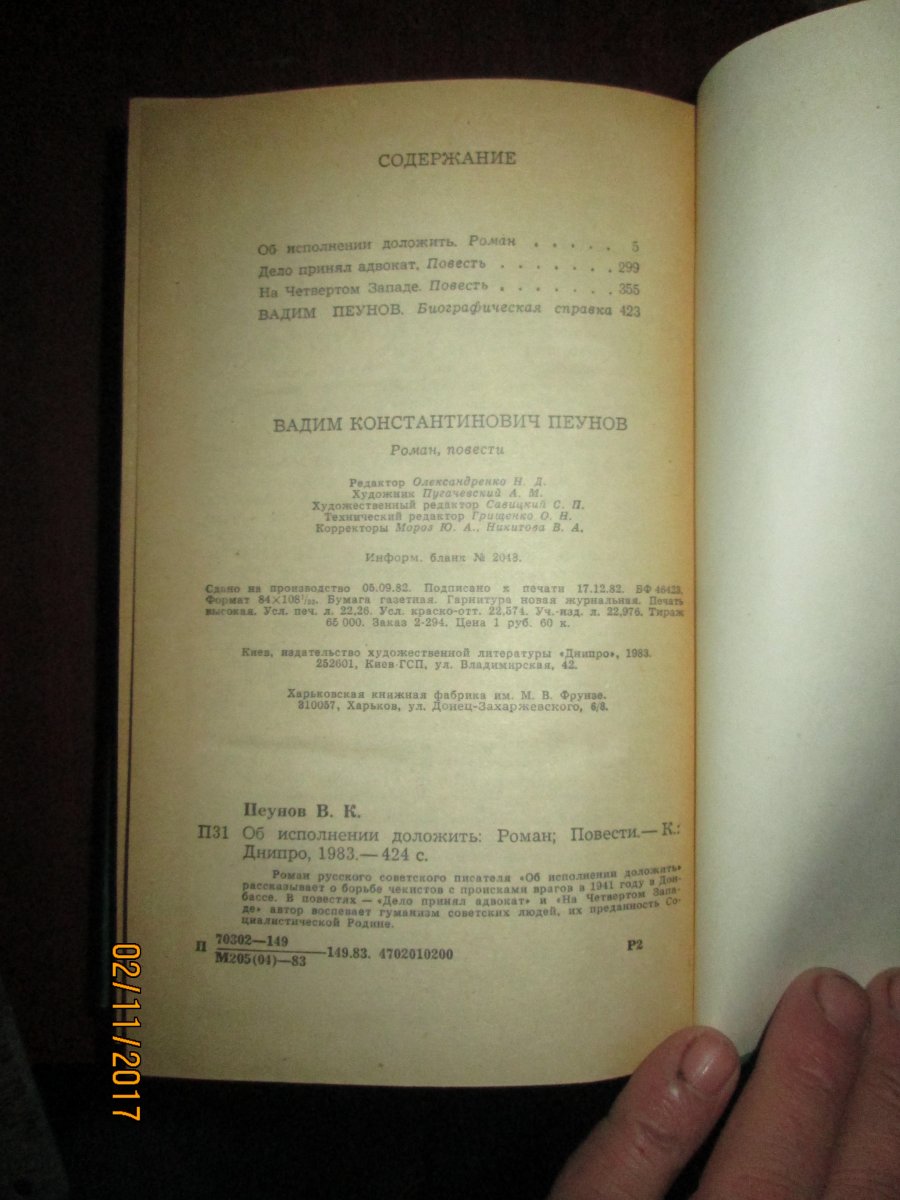 СОДЕРЖАНИЕ
Об исполнении доложить. Роман . . . . . 5
Дело принял адвокат. Повесть . . . . . . . 299
На Четвертом Западе. Повесть . . . . . . . 355
ВАДИМ ПЕУНОВ. Биографическая справка 423
ВАДИМ КОНСТАНТИНОВИЧ ПЕУНОВ
Роман, повести
Редактор Олександренко Н. Д.
Художник Пугачевский А. М.
Художественный редактор Савицкий С. П.
Технический редактор Грищенко О. Н.
Корректоры Мороз Ю. А., Никитова В. А.
Информ. бланк № 2048.
Сдано на производство 05.09.82. Подписано к печати 17.12.82. БФ 46423.
Формат 84×108¹/₃₂. Бумага газетная. Гарнитура новая журнальная. Печать
высокая. Усл. печ. л. 22,26. Усл. краско-отт. 22,574. Уч.-изд. л. 22,976. Тираж
65 000. Заказ 2-294. Цена 1 руб. 60 к.
Киев, издательство художественной литературы «Днипро», 1983.
252601, Киев-ГСП, ул. Владимирская, 42.
Харьковская книжная фабрика им. М. В. Фрунзе.
310057, Харьков, ул. Донец-Захаржевского, 6/8.
Пеунов В. К.
П31 Об исполнении доложить: Роман; Повести.— К.:
Днипро, 1983.— 424 с.
Роман русского советского писателя «Об исполнении доложить»
рассказывает о борьбе чекистов с происками врагов в 1941 году в Дон-
бассе. В повестях — «Дело принял адвокат» и «На Четвертом Запа-
де» автор воспевает гуманизм советских людей, их преданность Со-
циалистической Родине.
П 70302—149
М205(04)—83 —149.83. 4702010200 Р2
02/11/2017